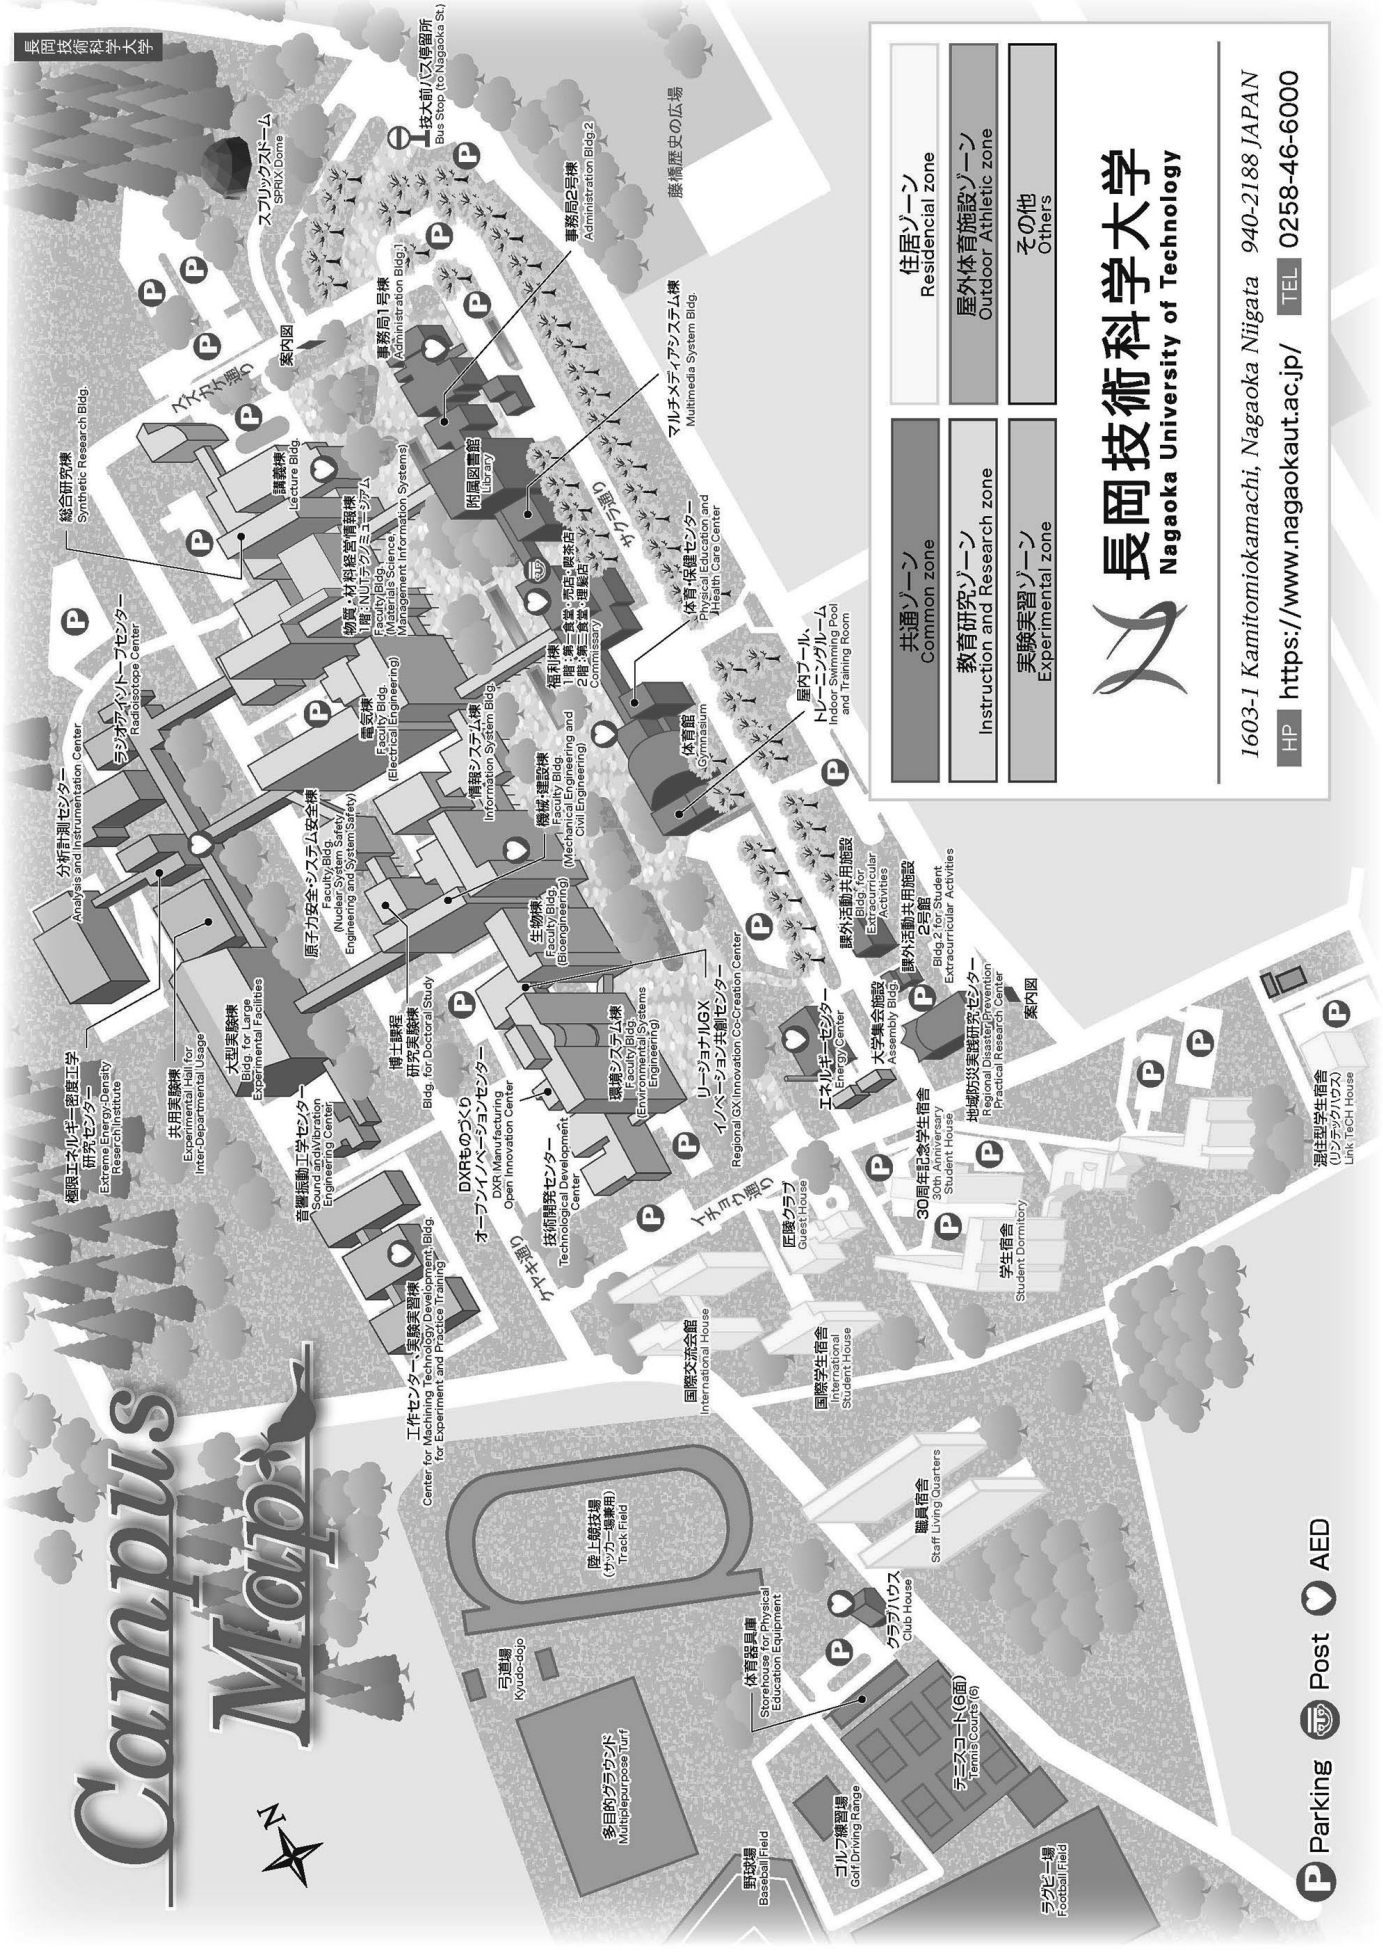 長岡技術科学大学
Campus
Map
N
スプリックスドーム
SPRIX Dome
技大前バス停留所
Bus Stop (to Nagaoka St.)
藤橋歴史の広場
事務局2号棟
Administration Bldg.2
事務局1号棟
Administration Bldg.1
案内図
スズカケ通り
総合研究棟
Synthetic Research Bldg.
講義棟
Lecture Bldg.
附属図書館
Library
マルチメディアシステム棟
Multimedia System Bldg.
サクラ通り
物質・材料経営情報棟
1階:NUTテクノミュージアム
Faculty Bldg.
(Materials Science,
Management Information Systems)
福利棟
1階:第一食堂・売店・喫茶店
2階:第二食堂・理髪店
Commissary
体育・保健センター
Physical Education and
Health Care Center
屋内プール、
トレーニングルーム
Indoor Swimming Pool
and Training Room
体育館
Gymnasium
ラジオアイソトープセンター
Radioisotope Center
分析計測センター
Analysis and Instrumentation Center
電気棟
Faculty Bldg.
(Electrical Engineering)
情報システム棟
Information System Bldg.
機械・建設棟
Faculty Bldg.
(Mechanical Engineering and
Civil Engineering)
原子力安全・システム安全棟
Faculty Bldg.
(Nuclear System Safety
Engineering and System Safety)
生物棟
Faculty Bldg.
(Bioengineering)
博士課程
研究実験棟
Bldg. for Doctoral Study
極限エネルギー密度工学
研究センター
Extreme Energy-Density
Research Institute
共用実験棟
Experimental Hall for
Inter-Departmental Usage
大型実験棟
Bldg. for Large
Experimental Facilities
音響振動工学センター
Sound and Vibration
Engineering Center
DXRものづくり
オープンイノベーションセンター
DXR Manufacturing
Open Innovation Center
技術開発センター
Technological Development
Center
環境システム棟
Faculty Bldg.
(Environmental Systems
Engineering)
リージョナルGX
イノベーション共創センター
Regional GX Innovation Co-Creation Center
課外活動共用施設
Bldg. for
Extracurricular
Activities
課外活動共用施設
2号館
Bldg.2 for Student
Extracurricular Activities
エネルギーセンター
Energy Center
大学集会施設
Assembly Bldg.
地域防災実践研究センター
Regional Disaster Prevention
Practical Research Center
案内図
30周年記念学生宿舎
30th Anniversary
Student House
混住型学生宿舎
(リンテックハウス)
Link TeCH House
学生宿舎
Student Dormitory
匠陵クラブ
Guest House
イチョウ通り
ケヤキ通り
工作センター、実験実習棟
Center for Machining Technology Development, Bldg.
for Experiment and Practice Training
国際交流会館
International House
国際学生宿舎
International
Student House
職員宿舎
Staff Living Quarters
陸上競技場
(サッカー場兼用)
Track Field
弓道場
Kyudo-dojo
多目的グラウンド
Multiplepurpose Turf
体育器具庫
Storehouse for Physical
Education Equipment
クラブハウス
Club House
テニスコート(6面)
Tennis Courts (6)
ゴルフ練習場
Golf Driving Range
野球場
Baseball Field
ラグビー場
Football Field
P Parking
Post
AED
共通ゾーン
Common zone
住居ゾーン
Residencial zone
教育研究ゾーン
Instruction and Research zone
屋外体育施設ゾーン
Outdoor Athletic zone
実験実習ゾーン
Experimental zone
その他
Others
長岡技術科学大学
Nagaoka University of Technology
1603-1 Kamitomiokamachi, Nagaoka Niigata 940-2188 JAPAN
HP https://www.nagaokaut.ac.jp/ TEL 0258-46-6000